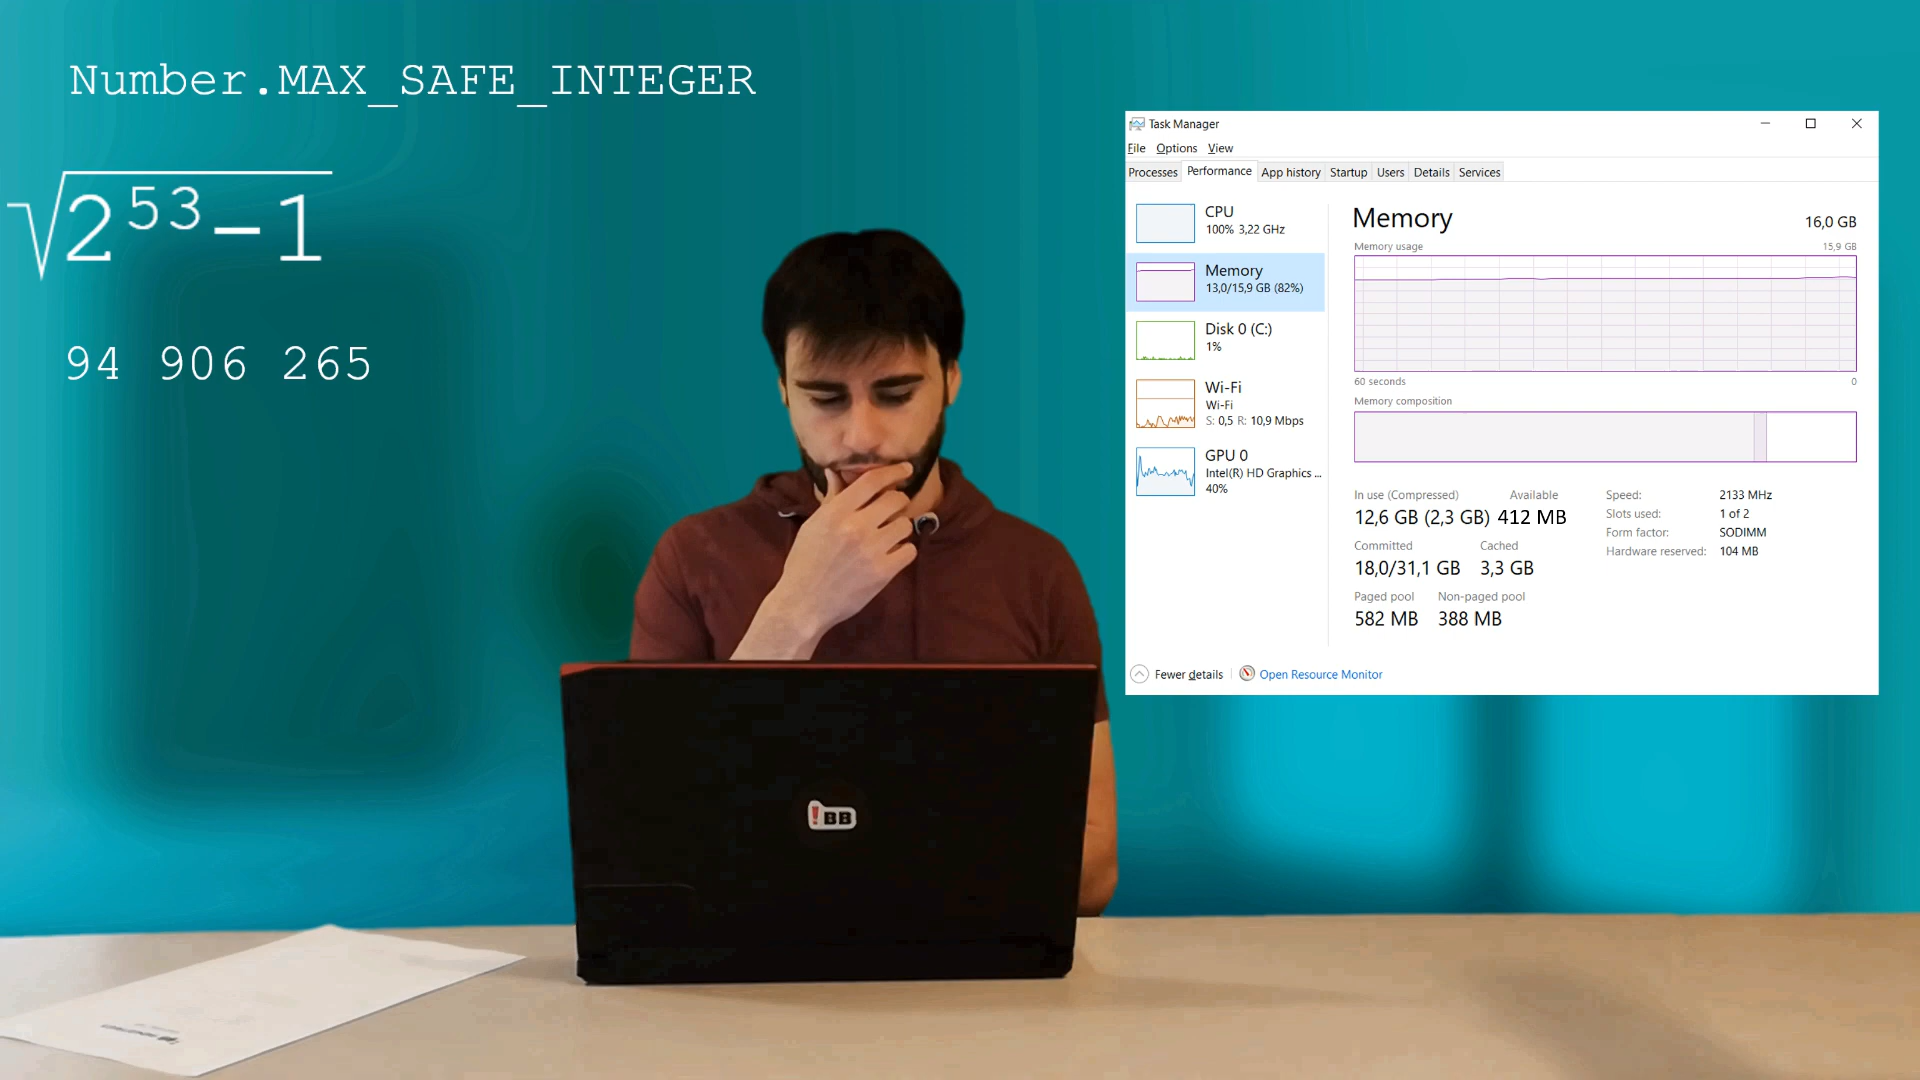 Number.MAX_SAFE_INTEGER
√2⁵³−1
94 906 265
Task Manager
File Options View
Processes Performance App history Startup Users Details Services
CPU
100% 3,22 GHz
Memory
13,0/15,9 GB (82%)
Disk 0 (C:)
1%
Wi-Fi
Wi-Fi
S: 0,5 R: 10,9 Mbps
GPU 0
Intel(R) HD Graphics ...
40%
Memory 16,0 GB
Memory usage 15,9 GB
60 seconds 0
Memory composition
In use (Compressed) Available
12,6 GB (2,3 GB) 412 MB
Committed Cached
18,0/31,1 GB 3,3 GB
Paged pool Non-paged pool
582 MB 388 MB
Speed: 2133 MHz
Slots used: 1 of 2
Form factor: SODIMM
Hardware reserved: 104 MB
Fewer details Open Resource Monitor
!BB